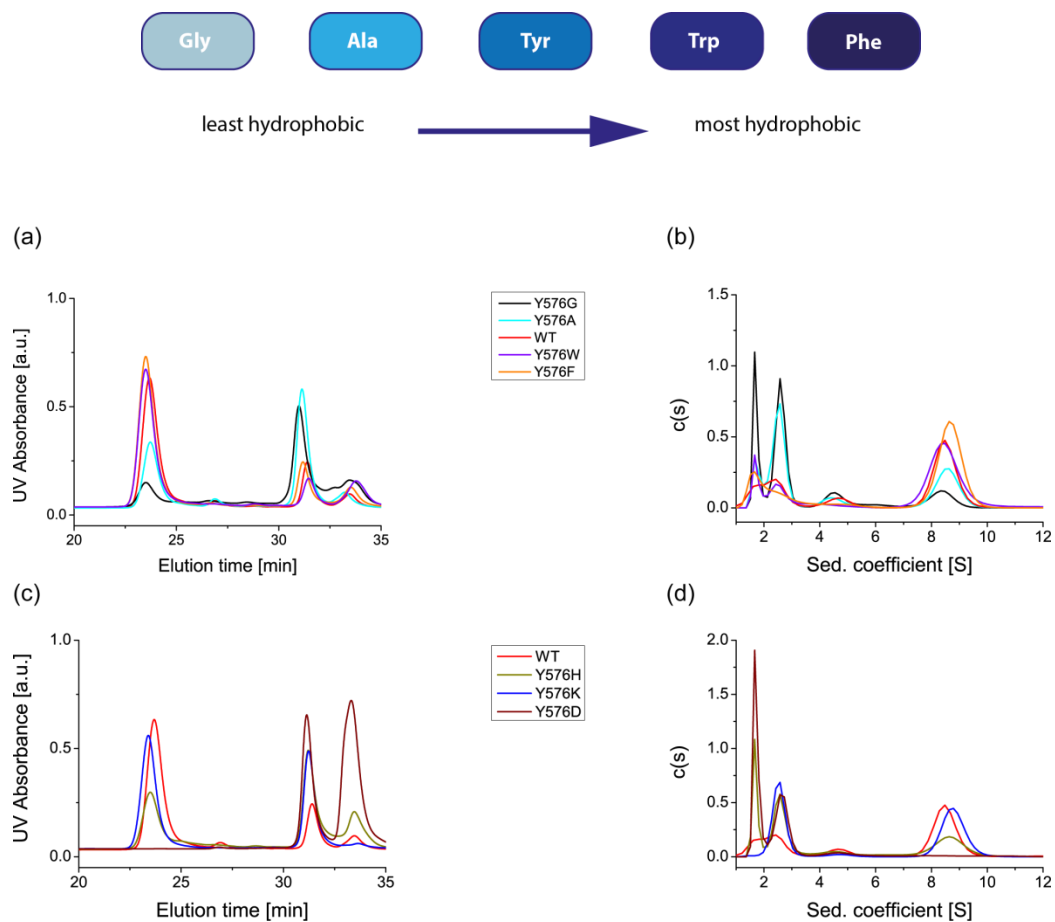 Gly Ala Tyr Trp Phe
least hydrophobic most hydrophobic
(a) (b)
UV Absorbance [a.u.]
1.0
0.5
0.0
20 25 30 35
Elution time [min]
Y576G
Y576A
WT
Y576W
Y576F
c(s)
1.5
1.0
0.5
0.0
2 4 6 8 10 12
Sed. coefficient [S]
(c) (d)
UV Absorbance [a.u.]
1.0
0.5
0.0
20 25 30 35
Elution time [min]
WT
Y576H
Y576K
Y576D
c(s)
2.0
1.5
1.0
0.5
0.0
2 4 6 8 10 12
Sed. coefficient [S]